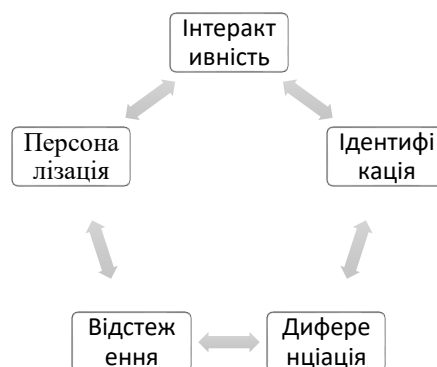 Інтеракт
ивність
Персона
лізація
Ідентифі
кація
Відстеж
ення
Дифере
нціація